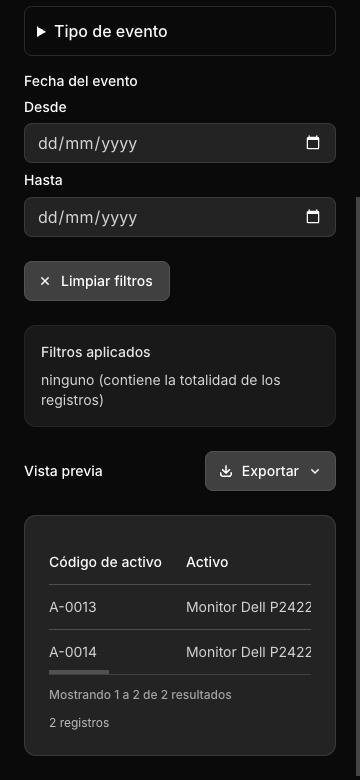 Tipo de evento
Fecha del evento
Desde
dd/mm/yyyy
Hasta
dd/mm/yyyy
Limpiar filtros
Filtros aplicados
ninguno (contiene la totalidad de los
registros)
Vista previa
Exportar
Código de activo Activo
A-0013 Monitor Dell P2422
A-0014 Monitor Dell P2422
Mostrando 1 a 2 de 2 resultados
2 registros